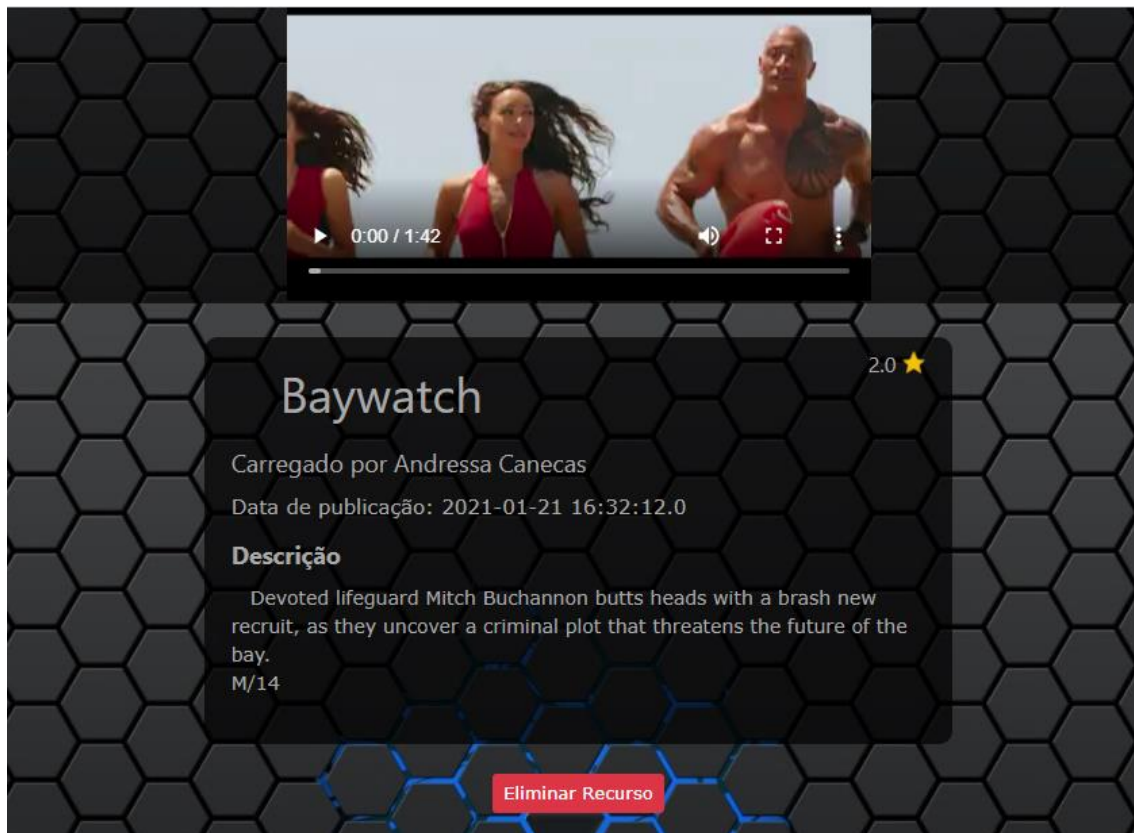 0:00 / 1:42
2.0
Baywatch
Carregado por Andressa Canecas
Data de publicação: 2021-01-21 16:32:12.0
Descrição
Devoted lifeguard Mitch Buchannon butts heads with a brash new
recruit, as they uncover a criminal plot that threatens the future of the
bay.
M/14
Eliminar Recurso